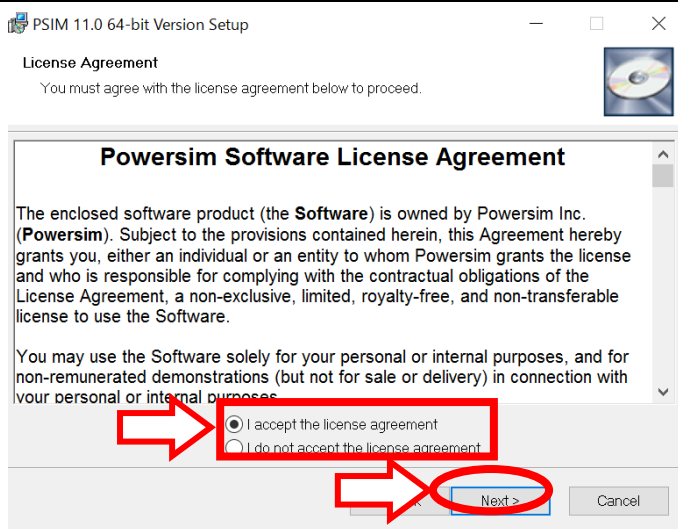 PSIM 11.0 64-bit Version Setup
License Agreement
You must agree with the license agreement below to proceed.
Powersim Software License Agreement
The enclosed software product (the Software) is owned by Powersim Inc.
(Powersim). Subject to the provisions contained herein, this Agreement hereby
grants you, either an individual or an entity to whom Powersim grants the license
and who is responsible for complying with the contractual obligations of the
License Agreement, a non-exclusive, limited, royalty-free, and non-transferable
license to use the Software.
You may use the Software solely for your personal or internal purposes, and for
non-remunerated demonstrations (but not for sale or delivery) in connection with
your personal or internal purposes
I accept the license agreement
I do not accept the license agreement
Next >
Cancel